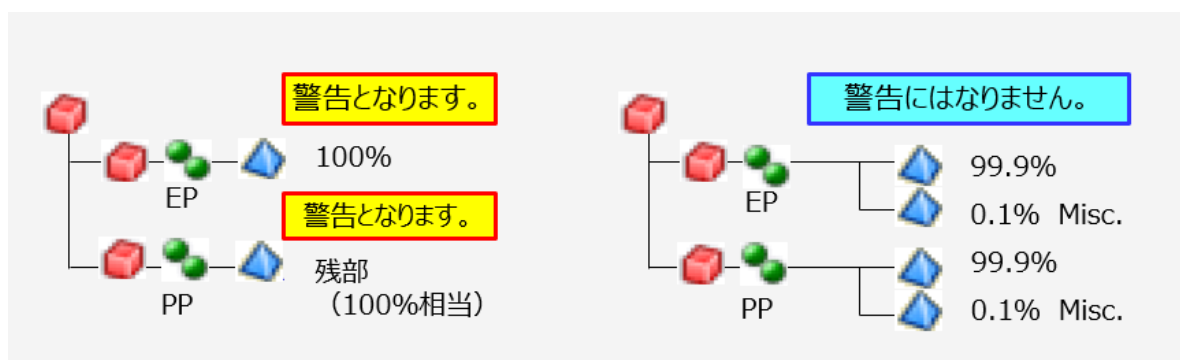 警告となります。
100%
EP
警告となります。
残部
（100%相当）
PP
警告にはなりません。
99.9%
EP
0.1% Misc.
99.9%
PP
0.1% Misc.